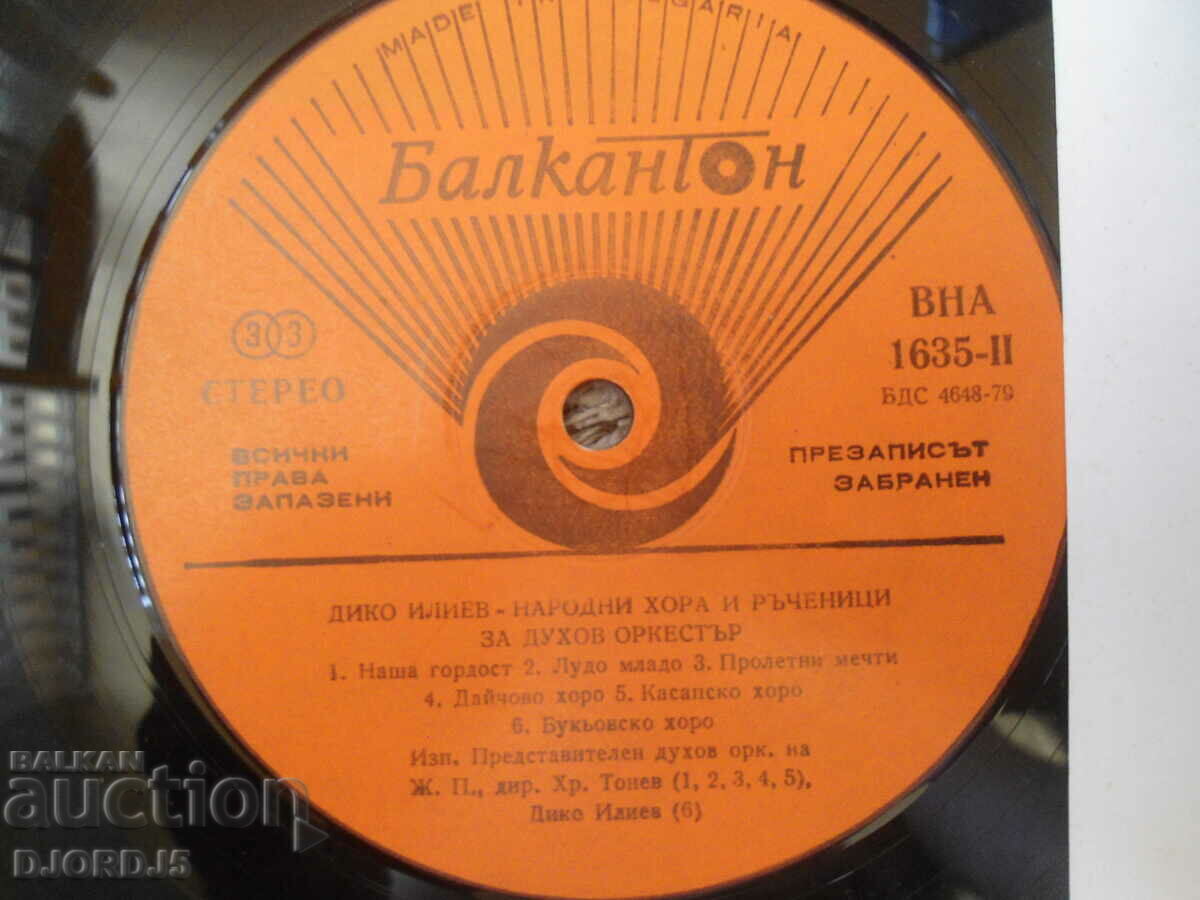 MADE IN BULGARIA
Балкантон
33
СТЕРЕО
ВНА
1635-II
БДС 4648-79
ВСИЧКИ
ПРАВА
ЗАПАЗЕНИ
ПРЕЗАПИСЪТ
ЗАБРАНЕН
ДИКО ИЛИЕВ - НАРОДНИ ХОРА И РЪЧЕНИЦИ
ЗА ДУХОВ ОРКЕСТЪР
1. Наша гордост 2. Лудо младо 3. Пролетни мечти
4. Дайчово хоро 5. Касапско хоро
6. Букьовско хоро
Изп. Представителен духов орк. на
Ж. П., дир. Хр. Тонев (1, 2, 3, 4, 5),
Дико Илиев (6)
BALKAN
auction
DJORDJ5